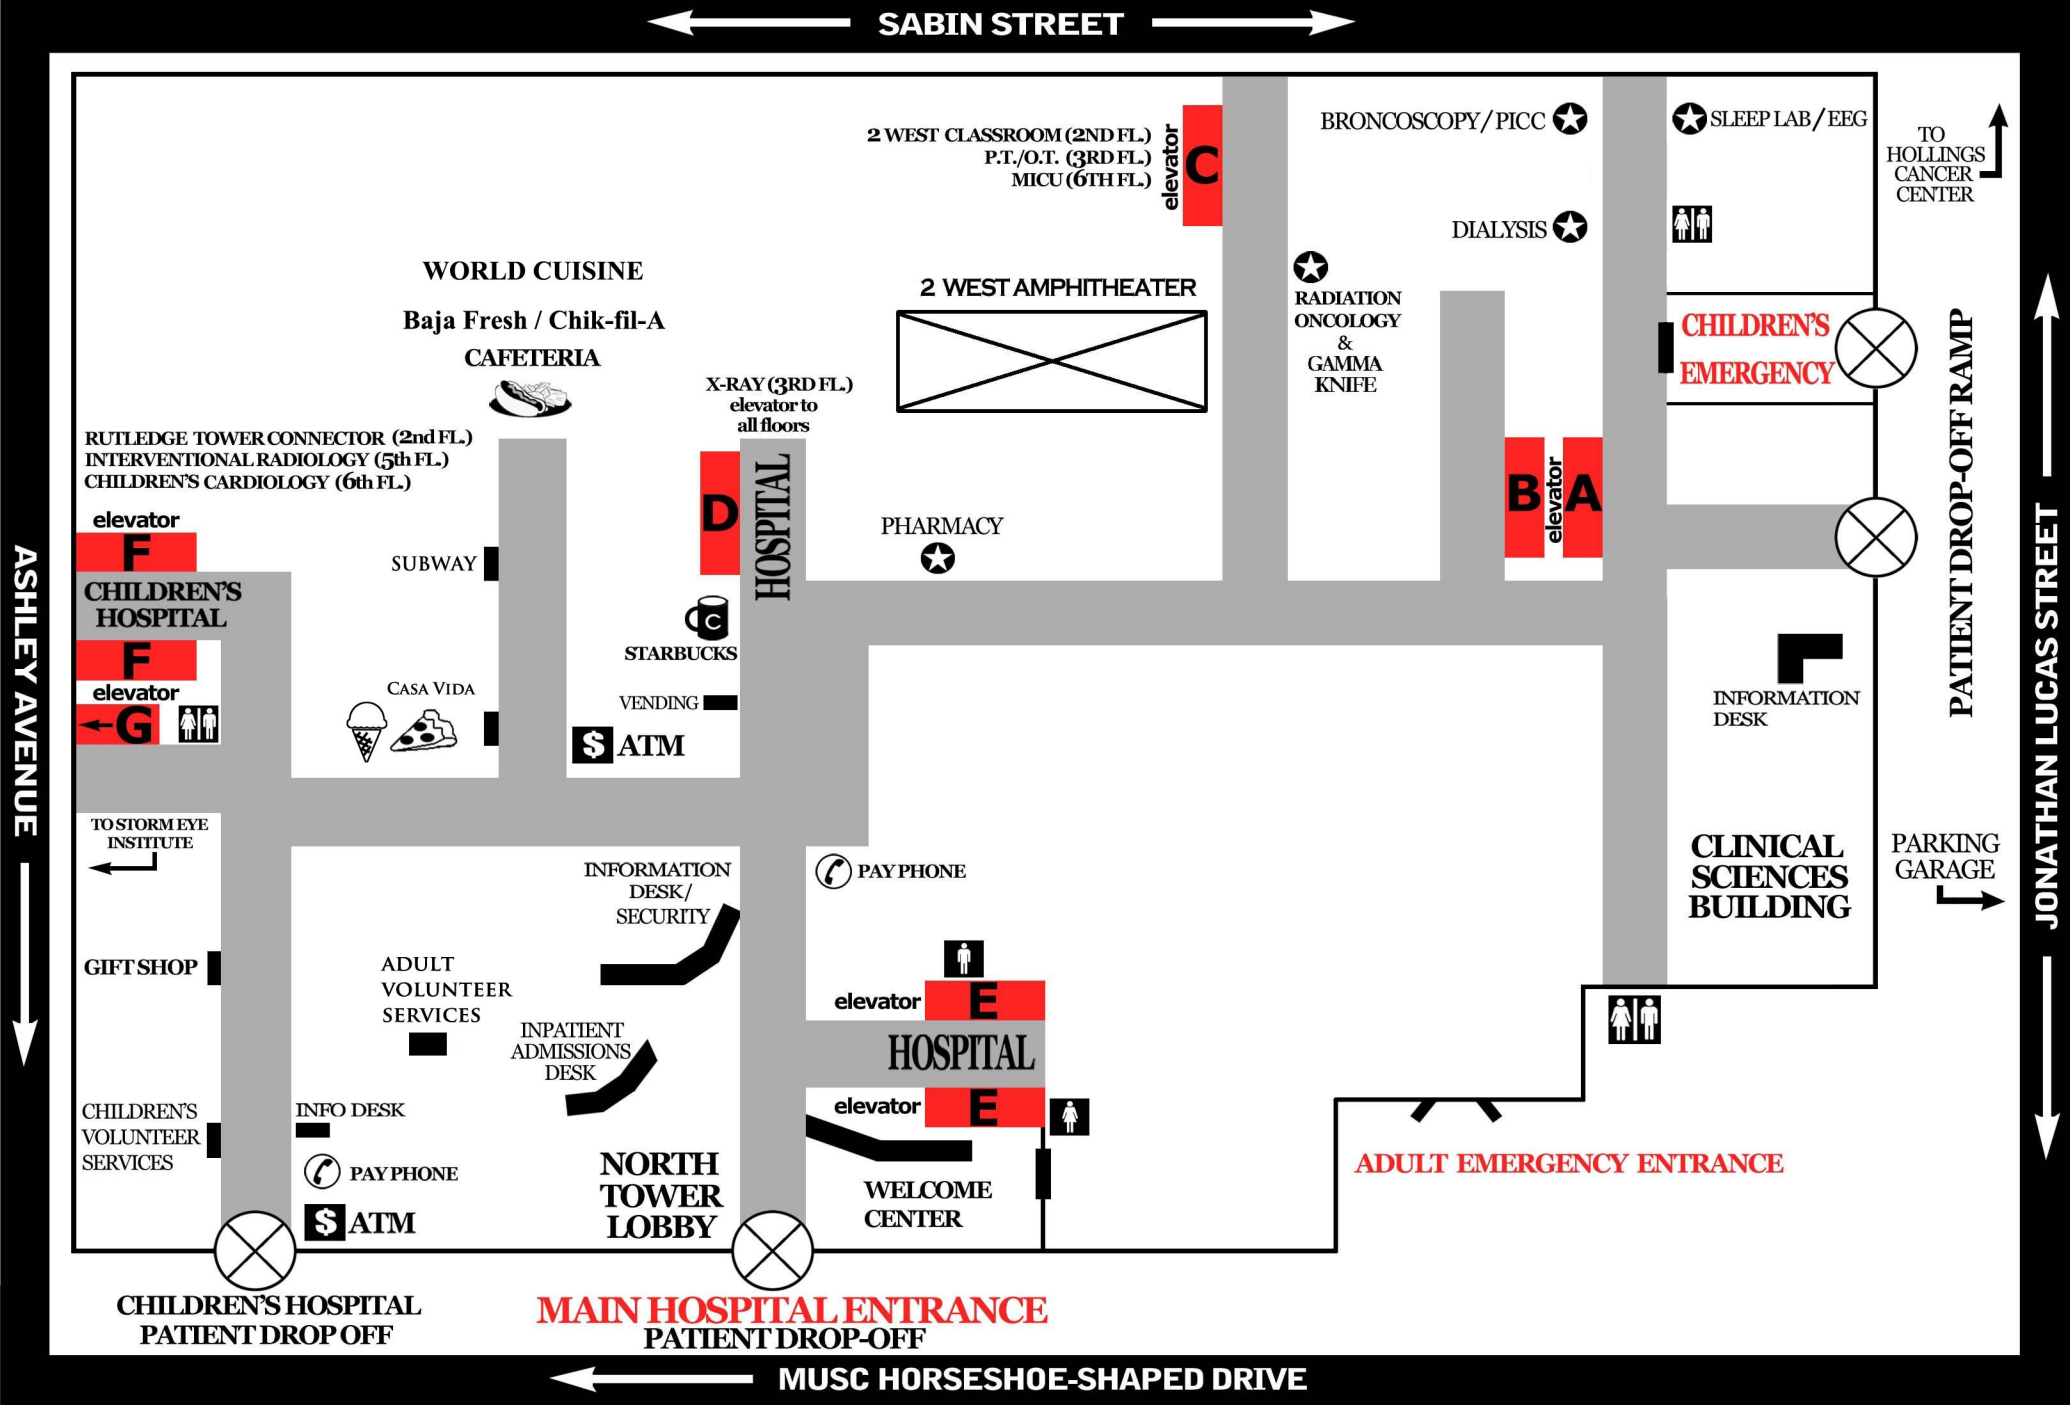 SABIN STREET
2 WEST CLASSROOM (2ND FL.)
P.T./O.T. (3RD FL.)
MICU (6TH FL.)
elevator
C
BRONCOSCOPY/PICC
SLEEP LAB/EEG
TO
HOLLINGS
CANCER
CENTER
DIALYSIS
WORLD CUISINE
Baja Fresh / Chik-fil-A
CAFETERIA
2 WEST AMPHITHEATER
RADIATION
ONCOLOGY
&
GAMMA
KNIFE
CHILDREN'S
EMERGENCY
PATIENT DROP-OFF RAMP
X-RAY (3RD FL.)
elevator to
all floors
RUTLEDGE TOWER CONNECTOR (2nd FL.)
INTERVENTIONAL RADIOLOGY (5th FL.)
CHILDREN'S CARDIOLOGY (6th FL.)
elevator
F
CHILDREN'S
HOSPITAL
F
elevator
G
SUBWAY
D
HOSPITAL
PHARMACY
B
elevator
A
C
STARBUCKS
VENDING
CASA VIDA
$ ATM
INFORMATION
DESK
ASHLEY AVENUE
JONATHAN LUCAS STREET
TO STORM EYE
INSTITUTE
INFORMATION
DESK/
SECURITY
PAY PHONE
CLINICAL
SCIENCES
BUILDING
PARKING
GARAGE
GIFT SHOP
ADULT
VOLUNTEER
SERVICES
INPATIENT
ADMISSIONS
DESK
elevator
E
HOSPITAL
elevator
E
CHILDREN'S
VOLUNTEER
SERVICES
INFO DESK
PAY PHONE
$ ATM
NORTH
TOWER
LOBBY
WELCOME
CENTER
ADULT EMERGENCY ENTRANCE
CHILDREN'S HOSPITAL
PATIENT DROP OFF
MAIN HOSPITAL ENTRANCE
PATIENT DROP-OFF
MUSC HORSESHOE-SHAPED DRIVE